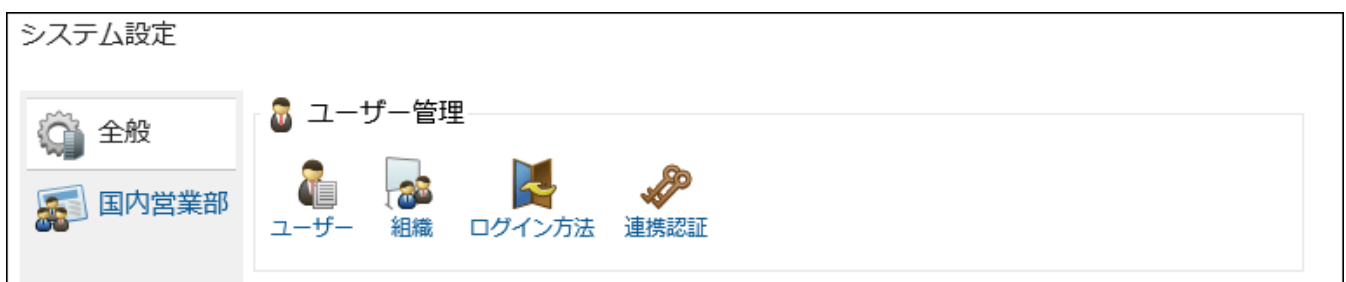 システム設定
全般
国内営業部
ユーザー管理
ユーザー 組織 ログイン方法 連携認証